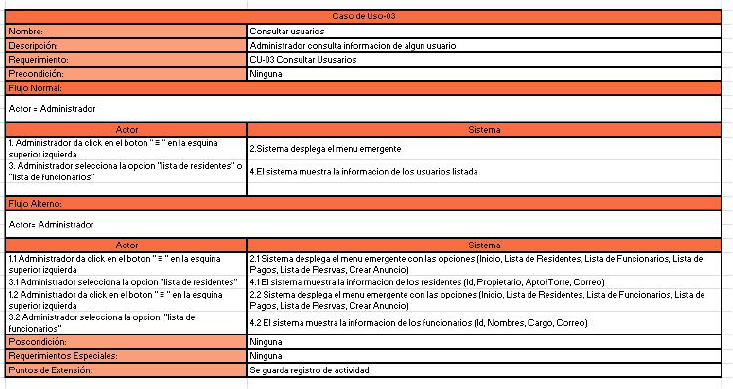 Caso de Uso-03
Nombre: Consultar usuarios
Descripción: Administrador consulta informacion de algun usuario
Requerimiento: CU-03 Consultar Ususarios
Precondición: Ninguna
Flujo Normal:
Actor = Administrador
Actor Sistema
1. Administrador da click en el boton " ≡ " en la esquina
superior izquierda
2.Sistema desplega el menu emergente
3. Administrador selecciona la opcion "lista de residentes" o
"lista de funcionarios"
4.El sistema muestra la informacion de los usuarios listada
Flujo Alterno:
Actor= Administrador
Actor Sistema
1.1 Administrador da click en el boton " ≡ " en la esquina
superior izquierda
2.1 Sistema desplega el menu emergente con las opciones (Inicio, Lista de Residentes, Lista de Funcionarios, Lista de
Pagos, Lista de Resrvas, Crear Anuncio)
3.1 Administrador selecciona la opcion "lista de residentes"
4.1 El sistema muestra la informacion de los residentes (Id, Propietario, Apto/Torre, Correo)
1.2 Administrador da click en el boton " ≡ " en la esquina
superior izquierda
2.2 Sistema desplega el menu emergente con las opciones (Inicio, Lista de Residentes, Lista de Funcionarios, Lista de
Pagos, Lista de Resrvas, Crear Anuncio)
3.2 Administrador selecciona la opcion "lista de
funcionarios"
4.2 El sistema muestra la informacion de los funcionarios (Id, Nombres, Cargo, Correo)
Poscondición: Ninguna
Requerimientos Especiales: Ninguna
Puntos de Extensión: Se guarda registro de actividad